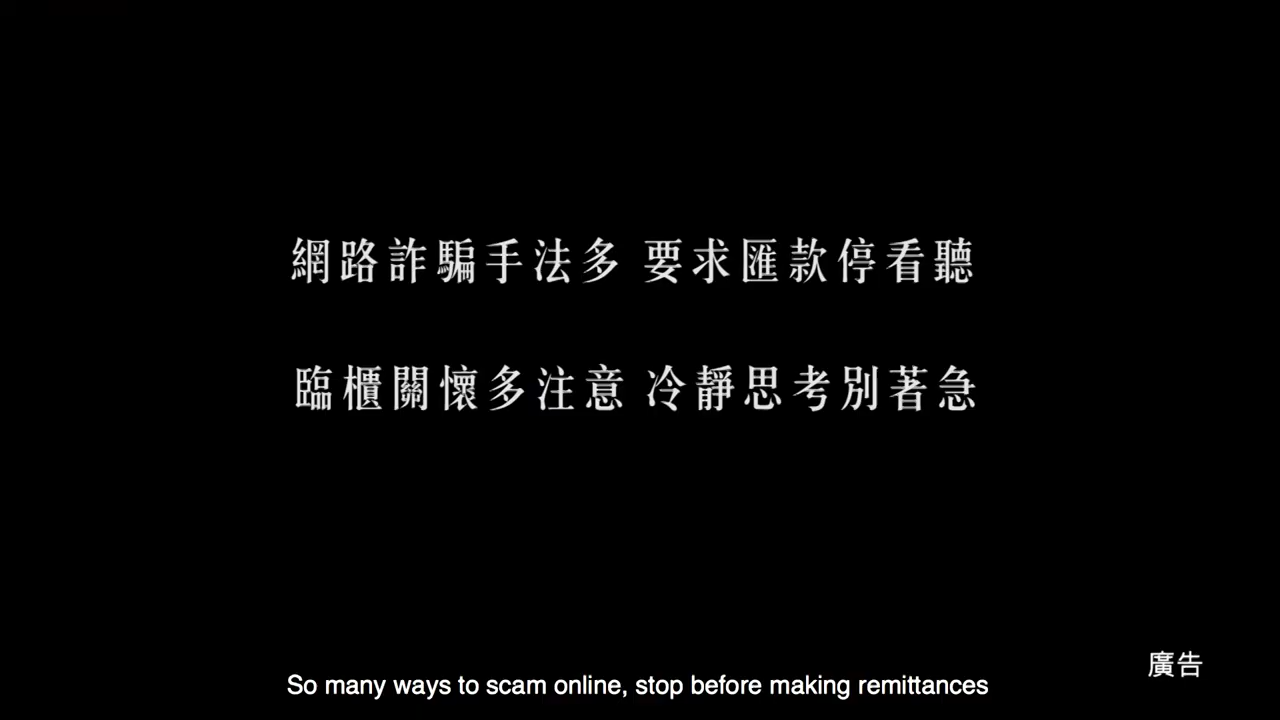 網路詐騙手法多 要求匯款停看聽
臨櫃關懷多注意 冷靜思考別著急
廣告
So many ways to scam online, stop before making remittances